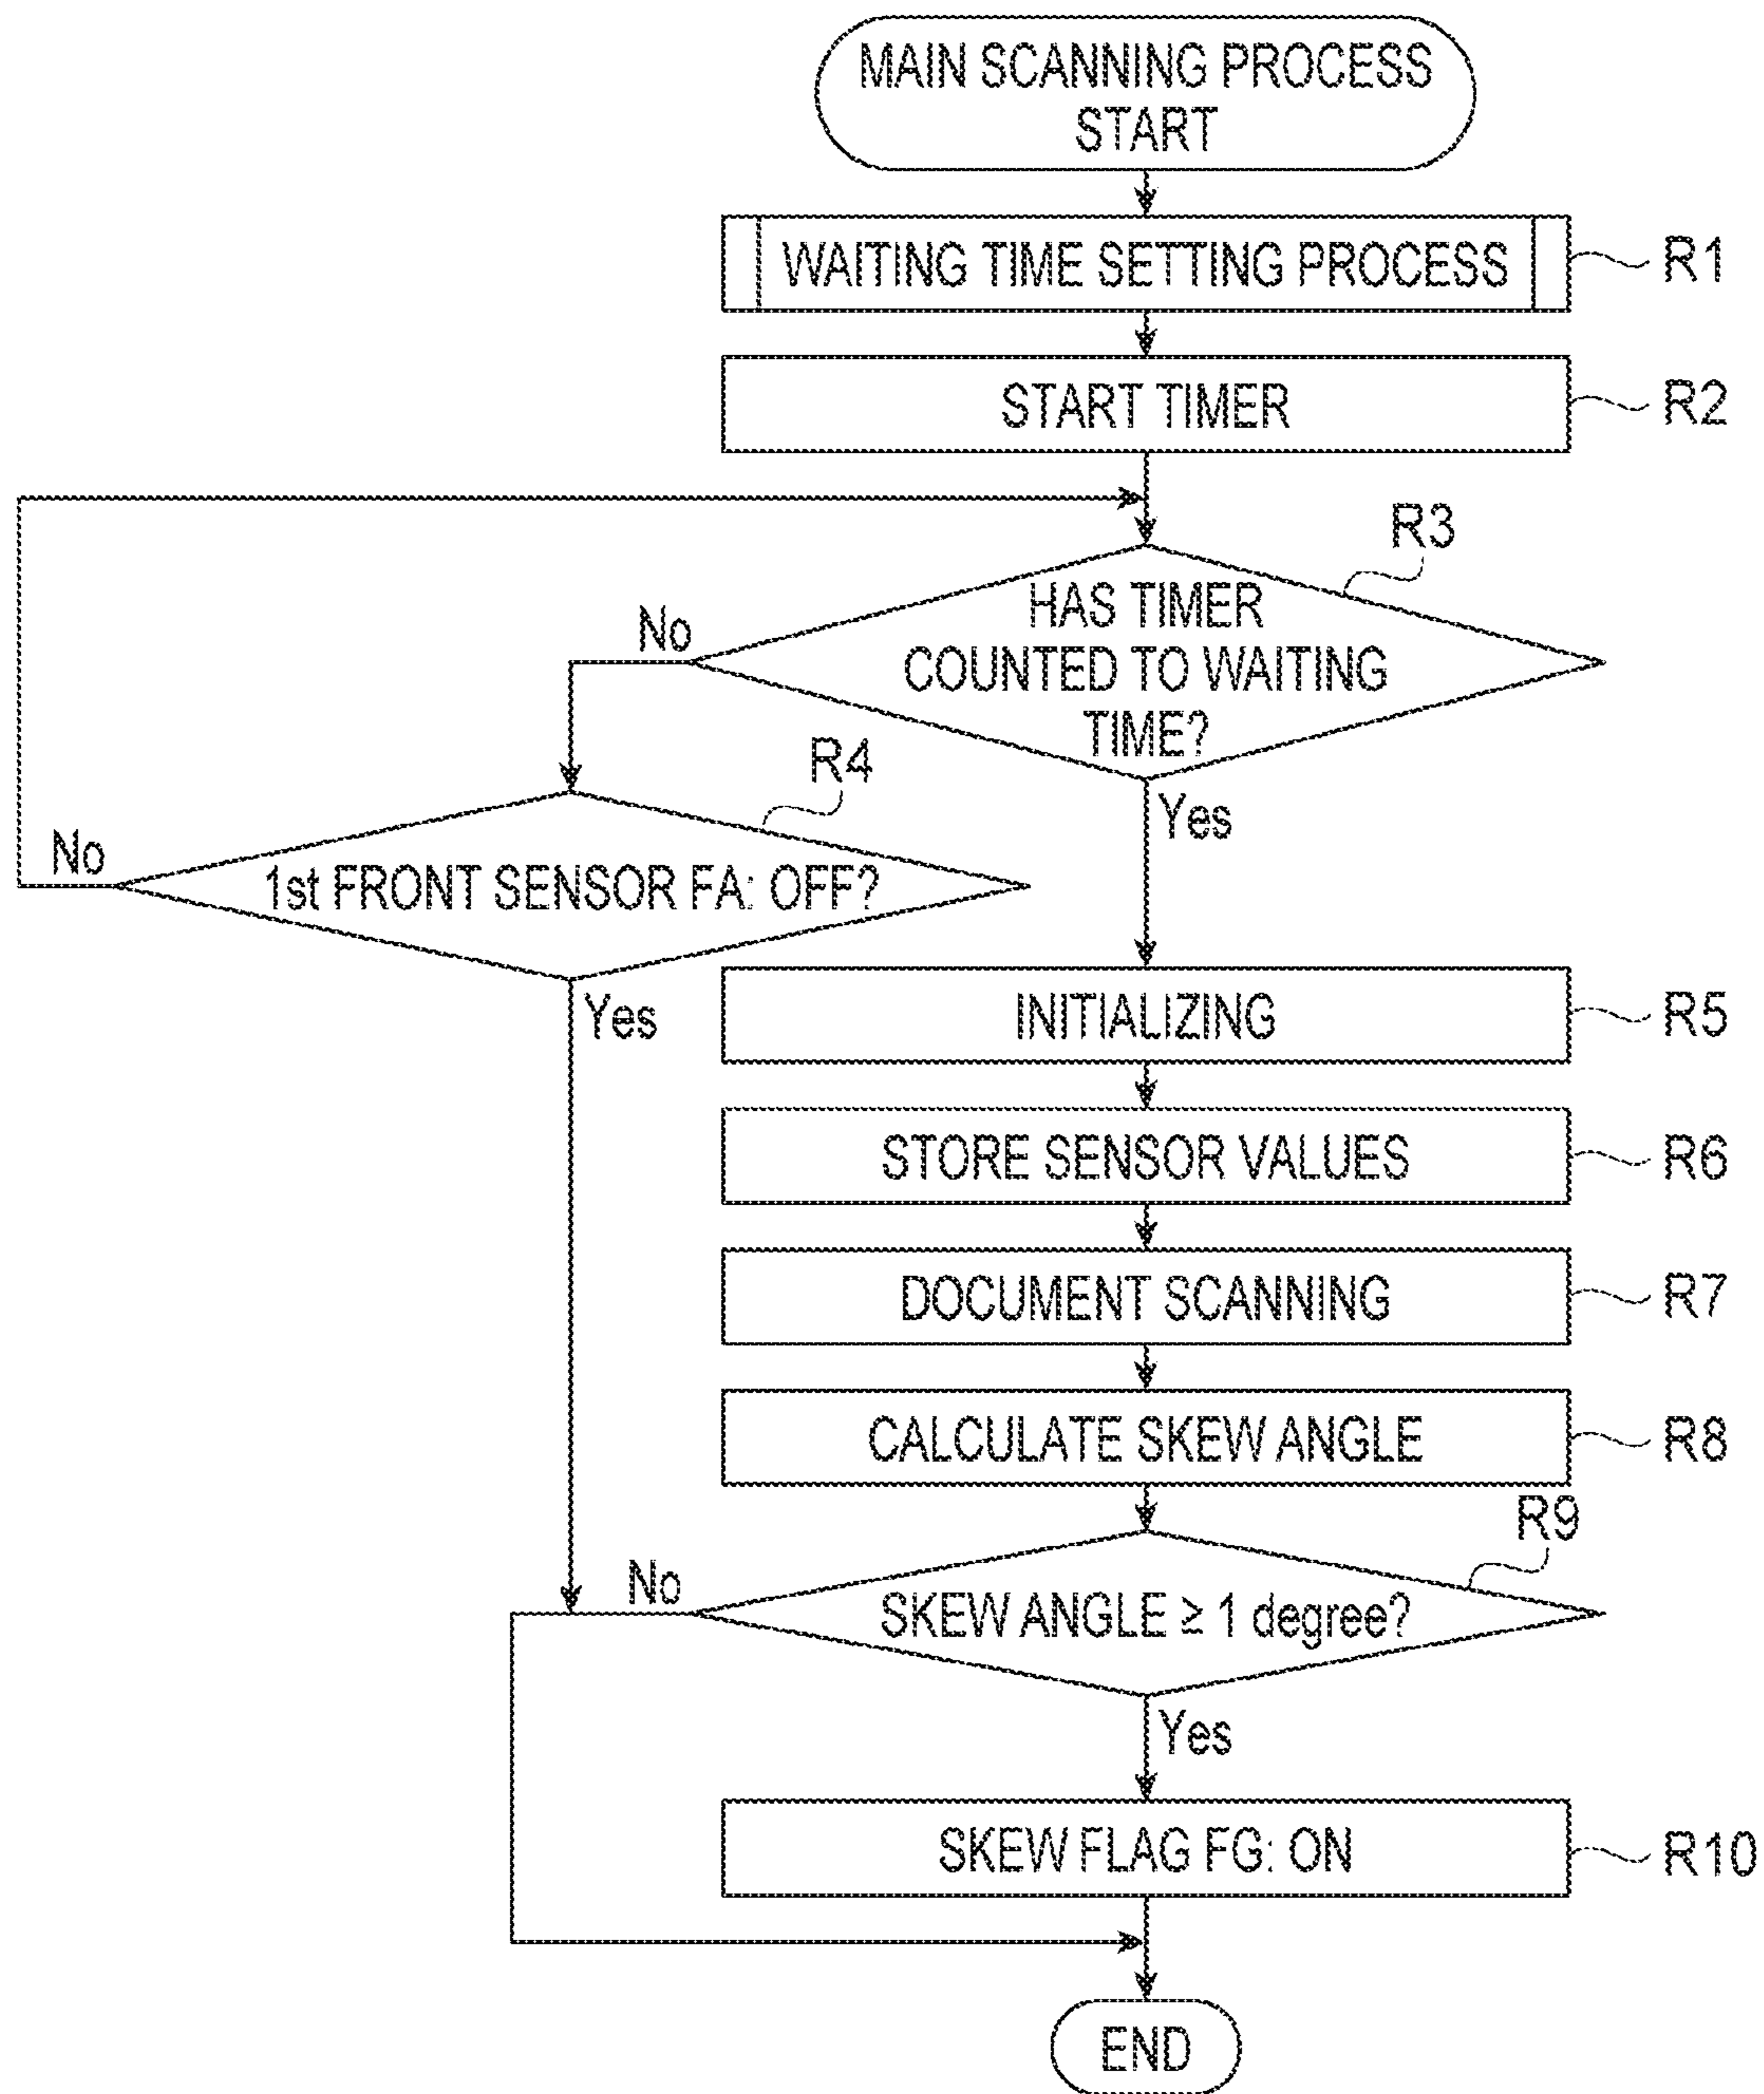 MAIN SCANNING PROCESS
START
WAITING TIME SETTING PROCESS
R1
START TIMER
R2
R3
HAS TIMER
COUNTED TO WAITING
TIME?
No
Yes
R4
1st FRONT SENSOR FA: OFF?
No
Yes
INITIALIZING
R5
STORE SENSOR VALUES
R6
DOCUMENT SCANNING
R7
CALCULATE SKEW ANGLE
R8
R9
No
SKEW ANGLE ≥ 1 degree?
Yes
SKEW FLAG FG: ON
R10
END